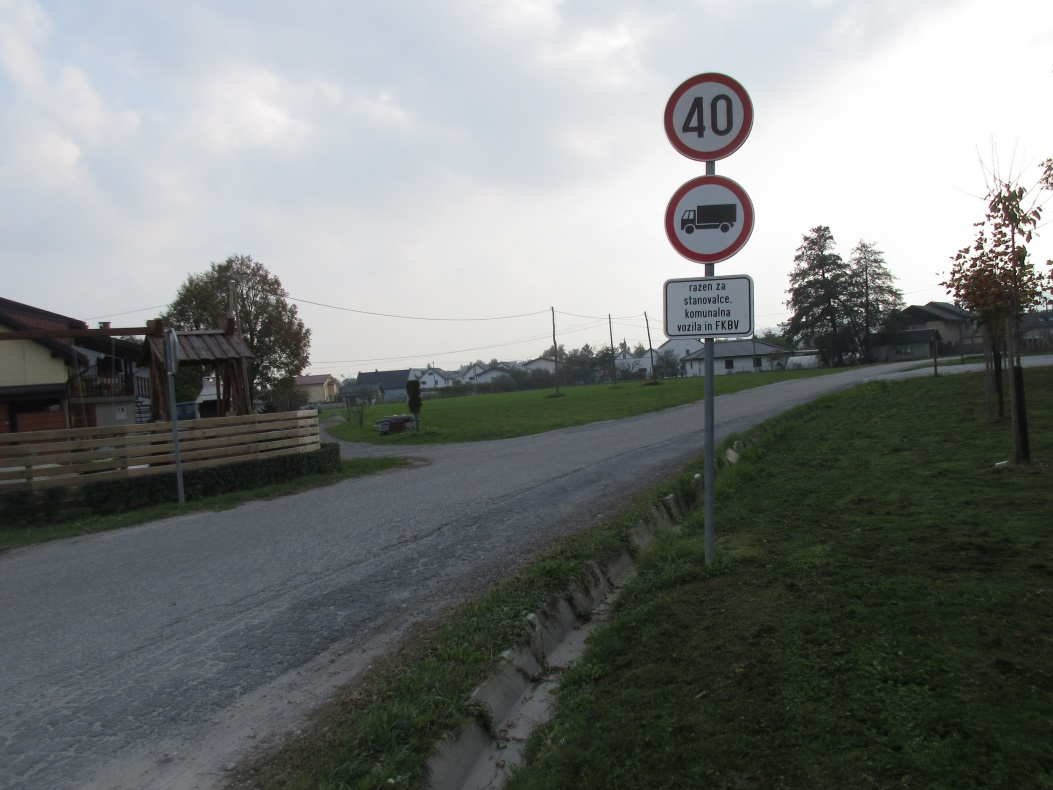 40
razen za
stanovalce,
komunalna
vozila in FKBV